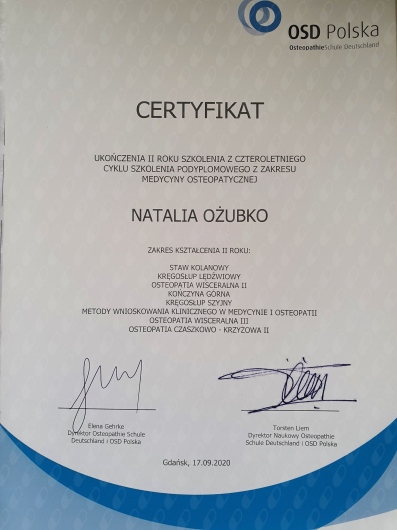 OSD Polska
OsteopathieSchule Deutschland
CERTYFIKAT
UKOŃCZENIA II ROKU SZKOLENIA Z CZTEROLETNIEGO
CYKLU SZKOLENIA PODYPLOMOWEGO Z ZAKRESU
MEDYCYNY OSTEOPATYCZNEJ
NATALIA OŻUBKO
ZAKRES KSZTAŁCENIA II ROKU:
STAW KOLANOWY
KRĘGOSŁUP LĘDŹWIOWY
OSTEOPATIA WISCERALNA II
KOŃCZYNA GÓRNA
KRĘGOSŁUP SZYJNY
METODY WNIOSKOWANIA KLINICZNEGO W MEDYCYNIE I OSTEOPATII
OSTEOPATIA WISCERALNA III
OSTEOPATIA CZASZKOWO - KRZYŻOWA II
Elena Gehrke
Dyrektor Osteopathie Schule
Deutschland i OSD Polska
Torsten Liem
Dyrektor Naukowy Osteopathie
Schule Deutschland i OSD Polska
Gdańsk, 17.09.2020